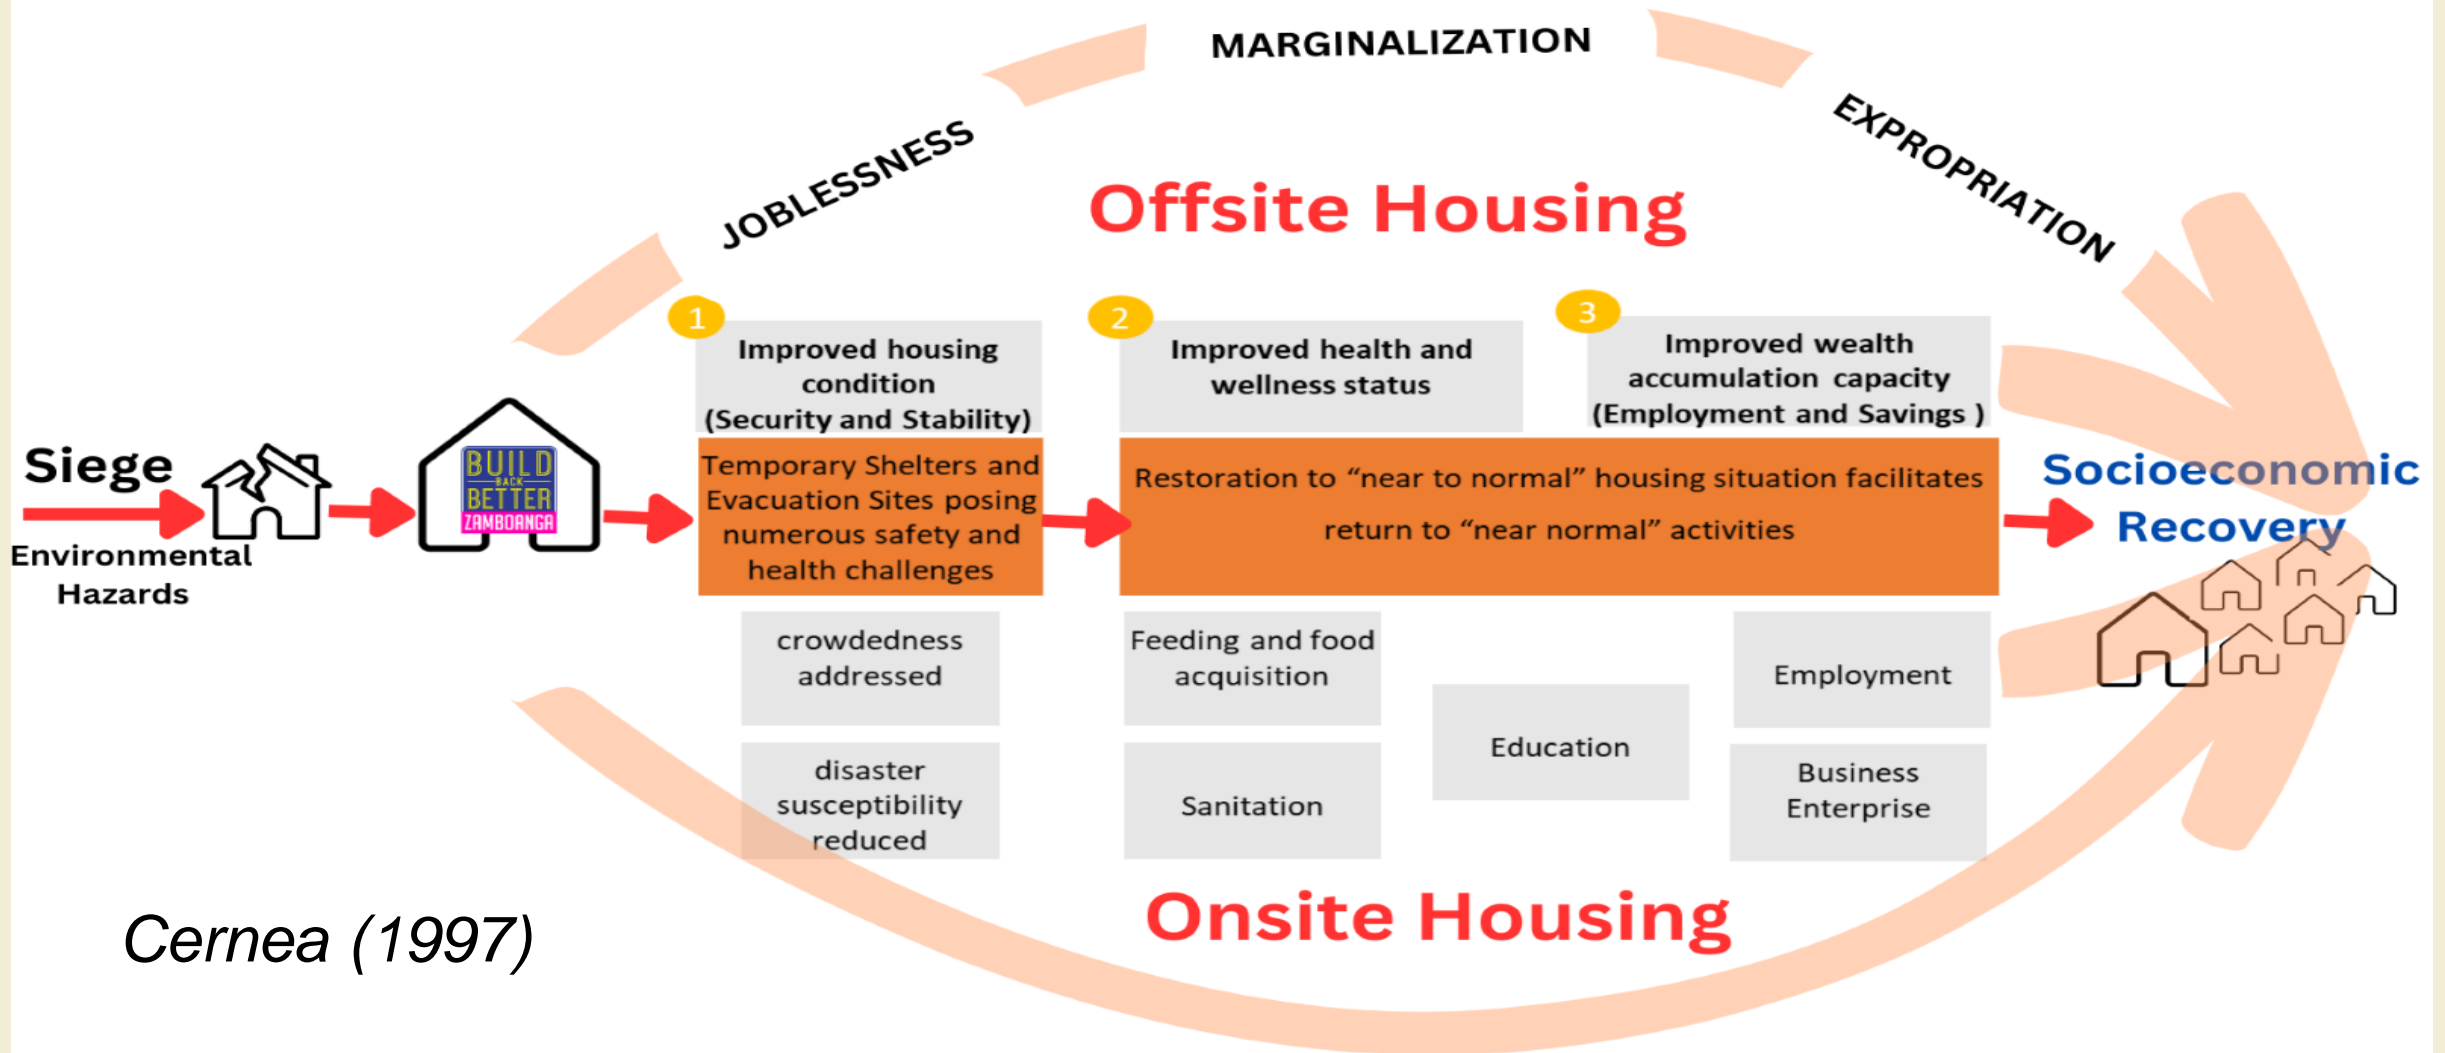 MARGINALIZATION
JOBLESSNESS
EXPROPRIATION
Offsite Housing
1
Improved housing
condition
(Security and Stability)
2
Improved health and
wellness status
3
Improved wealth
accumulation capacity
(Employment and Savings )
Siege
Environmental
Hazards
BUILD
BACK
BETTER
ZAMBOANGA
Temporary Shelters and
Evacuation Sites posing
numerous safety and
health challenges
Restoration to “near to normal” housing situation facilitates
return to “near normal” activities
Socioeconomic
Recovery
crowdedness
addressed
disaster
susceptibility
reduced
Feeding and food
acquisition
Sanitation
Education
Employment
Business
Enterprise
Onsite Housing
Cernea (1997)